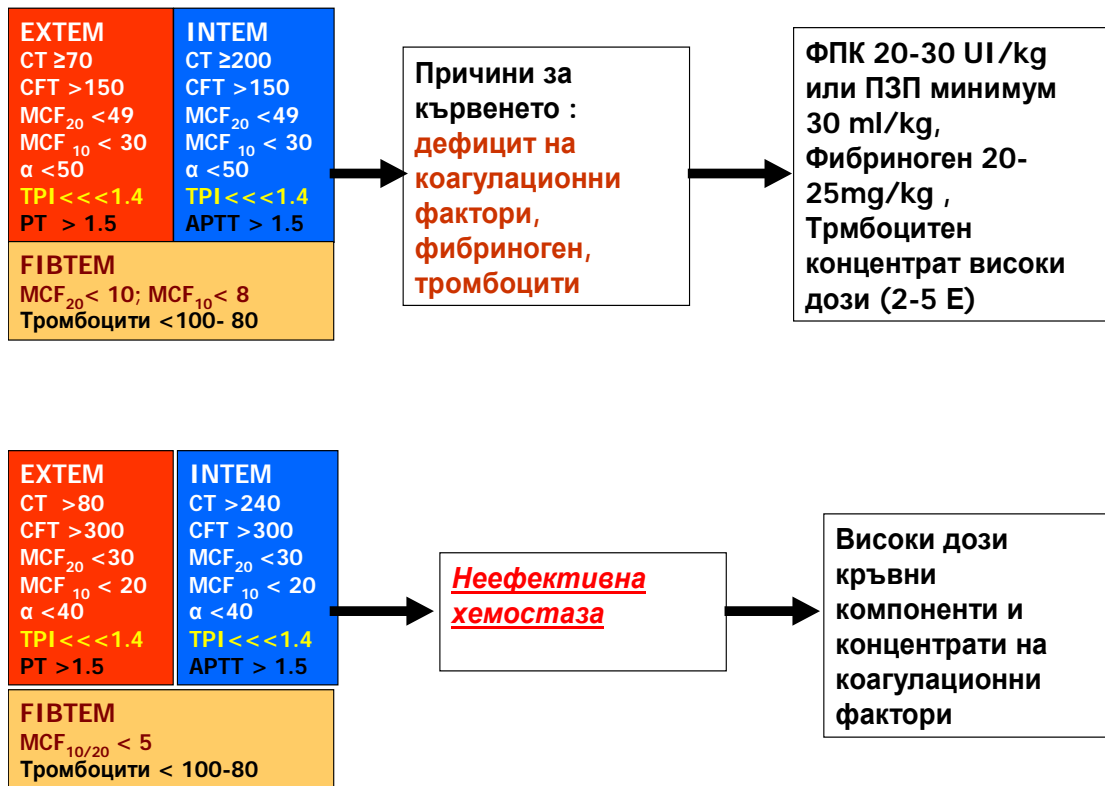 EXTEM
CT ≥70
CFT >150
MCF20 <49
MCF 10 < 30
α <50
TPI<<<1.4
PT > 1.5
INTEM
CT ≥200
CFT >150
MCF20 <49
MCF 10 < 30
α <50
TPI<<<1.4
APTT > 1.5
FIBTEM
MCF20< 10; MCF10< 8
Тромбоцити <100- 80
Причини за
кървенето :
дефицит на
коагулационни
фактори,
фибриноген,
тромбоцити
ФПК 20-30 UI/kg
или ПЗП минимум
30 ml/kg,
Фибриноген 20-
25mg/kg ,
Трмбоцитен
концентрат високи
дози (2-5 Е)
EXTEM
CT >80
CFT >300
MCF20 <30
MCF 10 < 20
α <40
TPI<<<1.4
PT >1.5
INTEM
CT >240
CFT >300
MCF20 <30
MCF 10 < 20
α <40
TPI<<<1.4
APTT > 1.5
FIBTEM
MCF10/20 < 5
Тромбоцити < 100-80
Неефективна
хемостаза
Високи дози
кръвни
компоненти и
концентрати на
коагулационни
фактори